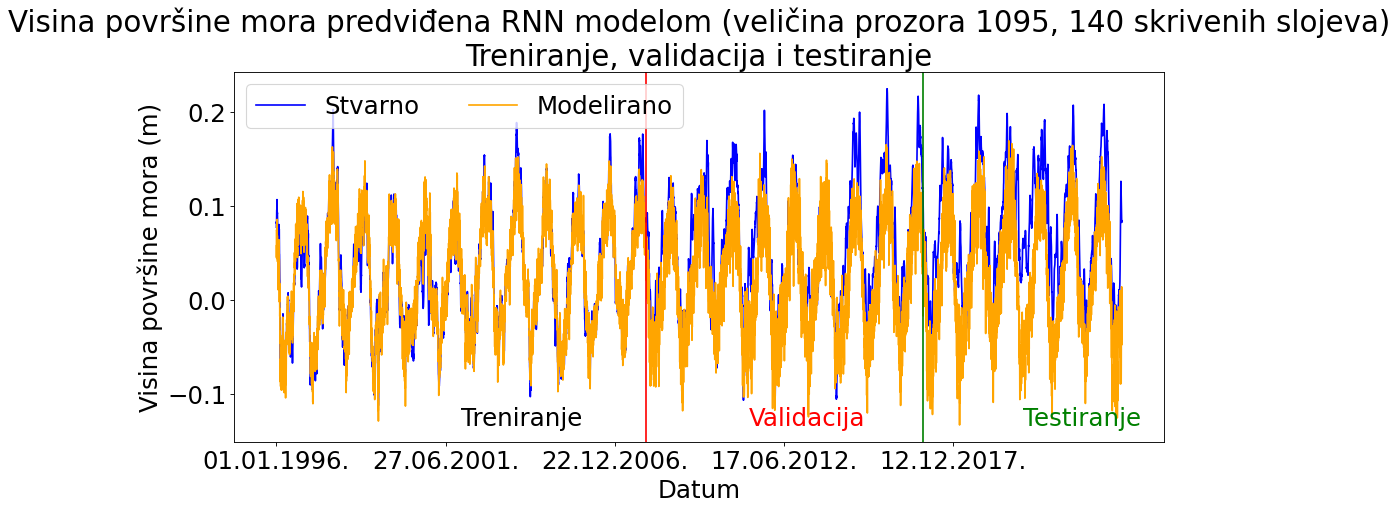 Visina površine mora predviđena RNN modelom (veličina prozora 1095, 140 skrivenih slojeva)
Treniranje, validacija i testiranje
Stvarno
Modelirano
Visina površine mora (m)
0.2
0.1
0.0
−0.1
Treniranje
Validacija
Testiranje
01.01.1996.
27.06.2001.
22.12.2006.
17.06.2012.
12.12.2017.
Datum